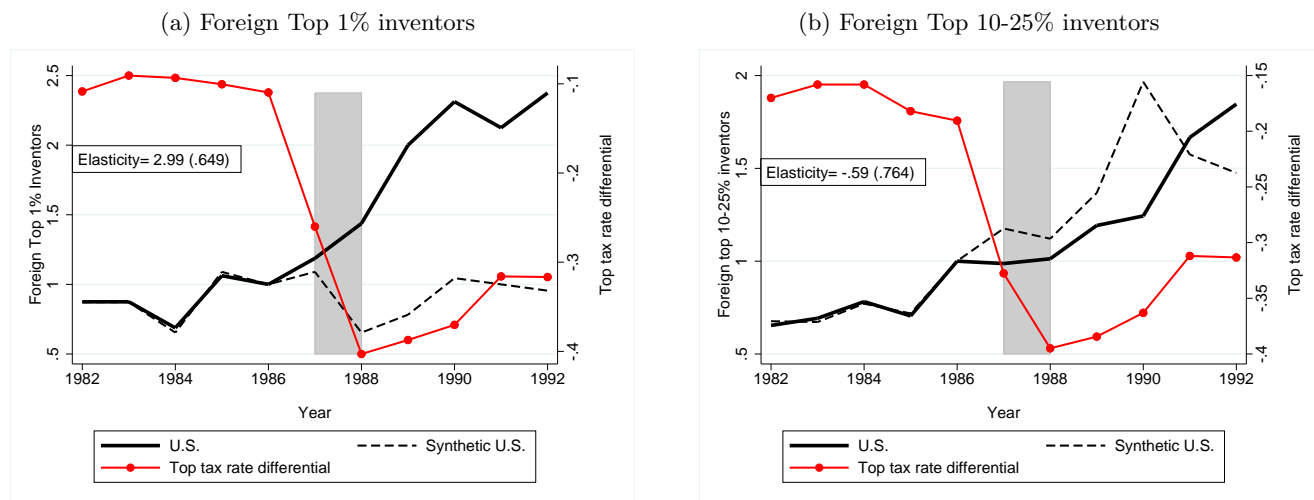 (a) Foreign Top 1% inventors
Foreign Top 1% Inventors
2.5
2
1.5
1
.5
-.1
-.2
-.3
-.4
Top tax rate differential
Elasticity= 2.99 (.649)
1982 1984 1986 1988 1990 1992
Year
U.S. Synthetic U.S.
Top tax rate differential
(b) Foreign Top 10-25% inventors
Foreign top 10-25% inventors
2
1.5
1
.5
-.15
-.2
-.25
-.3
-.35
-.4
Top tax rate differential
Elasticity= -.59 (.764)
1982 1984 1986 1988 1990 1992
Year
U.S. Synthetic U.S.
Top tax rate differential